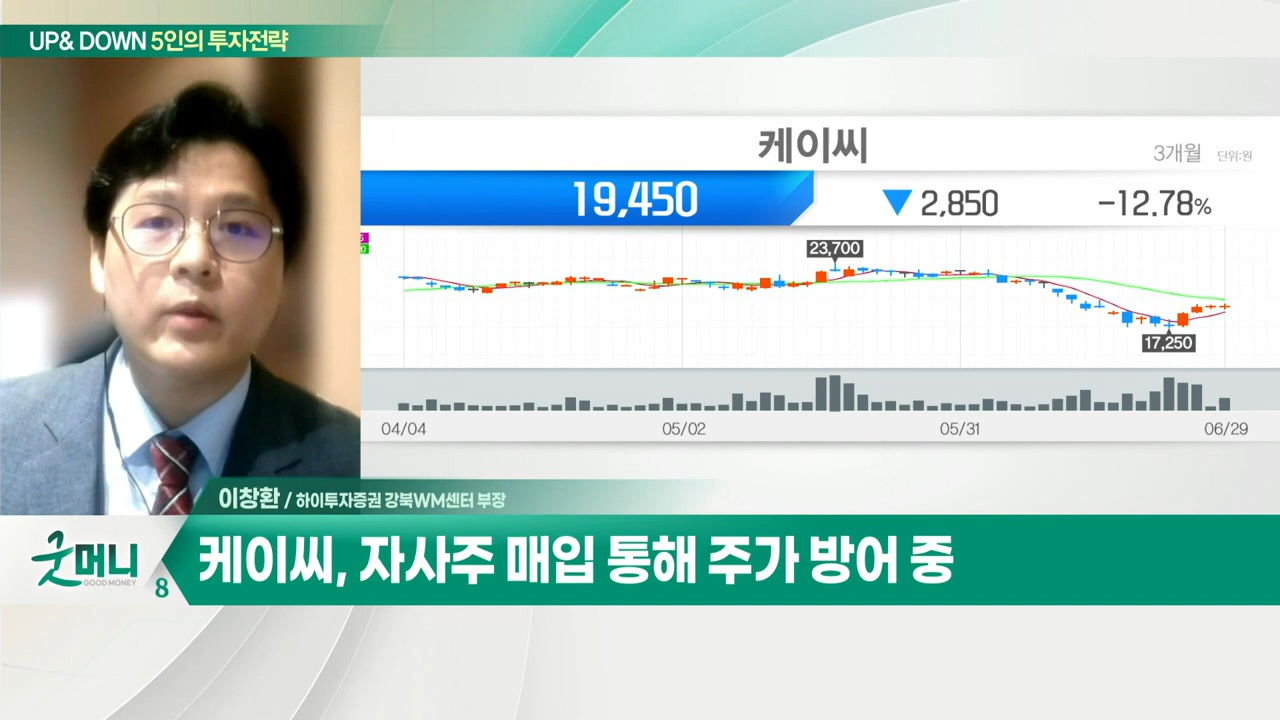 UP& DOWN 5인의 투자전략
케이씨
3개월 단위:원
19,450 ▼ 2,850 -12.78%
23,700
17,250
04/04 05/02 05/31 06/29
이창환 / 하이투자증권 강북WM센터 부장
굿머니
GOOD MONEY
8
케이씨, 자사주 매입 통해 주가 방어 중